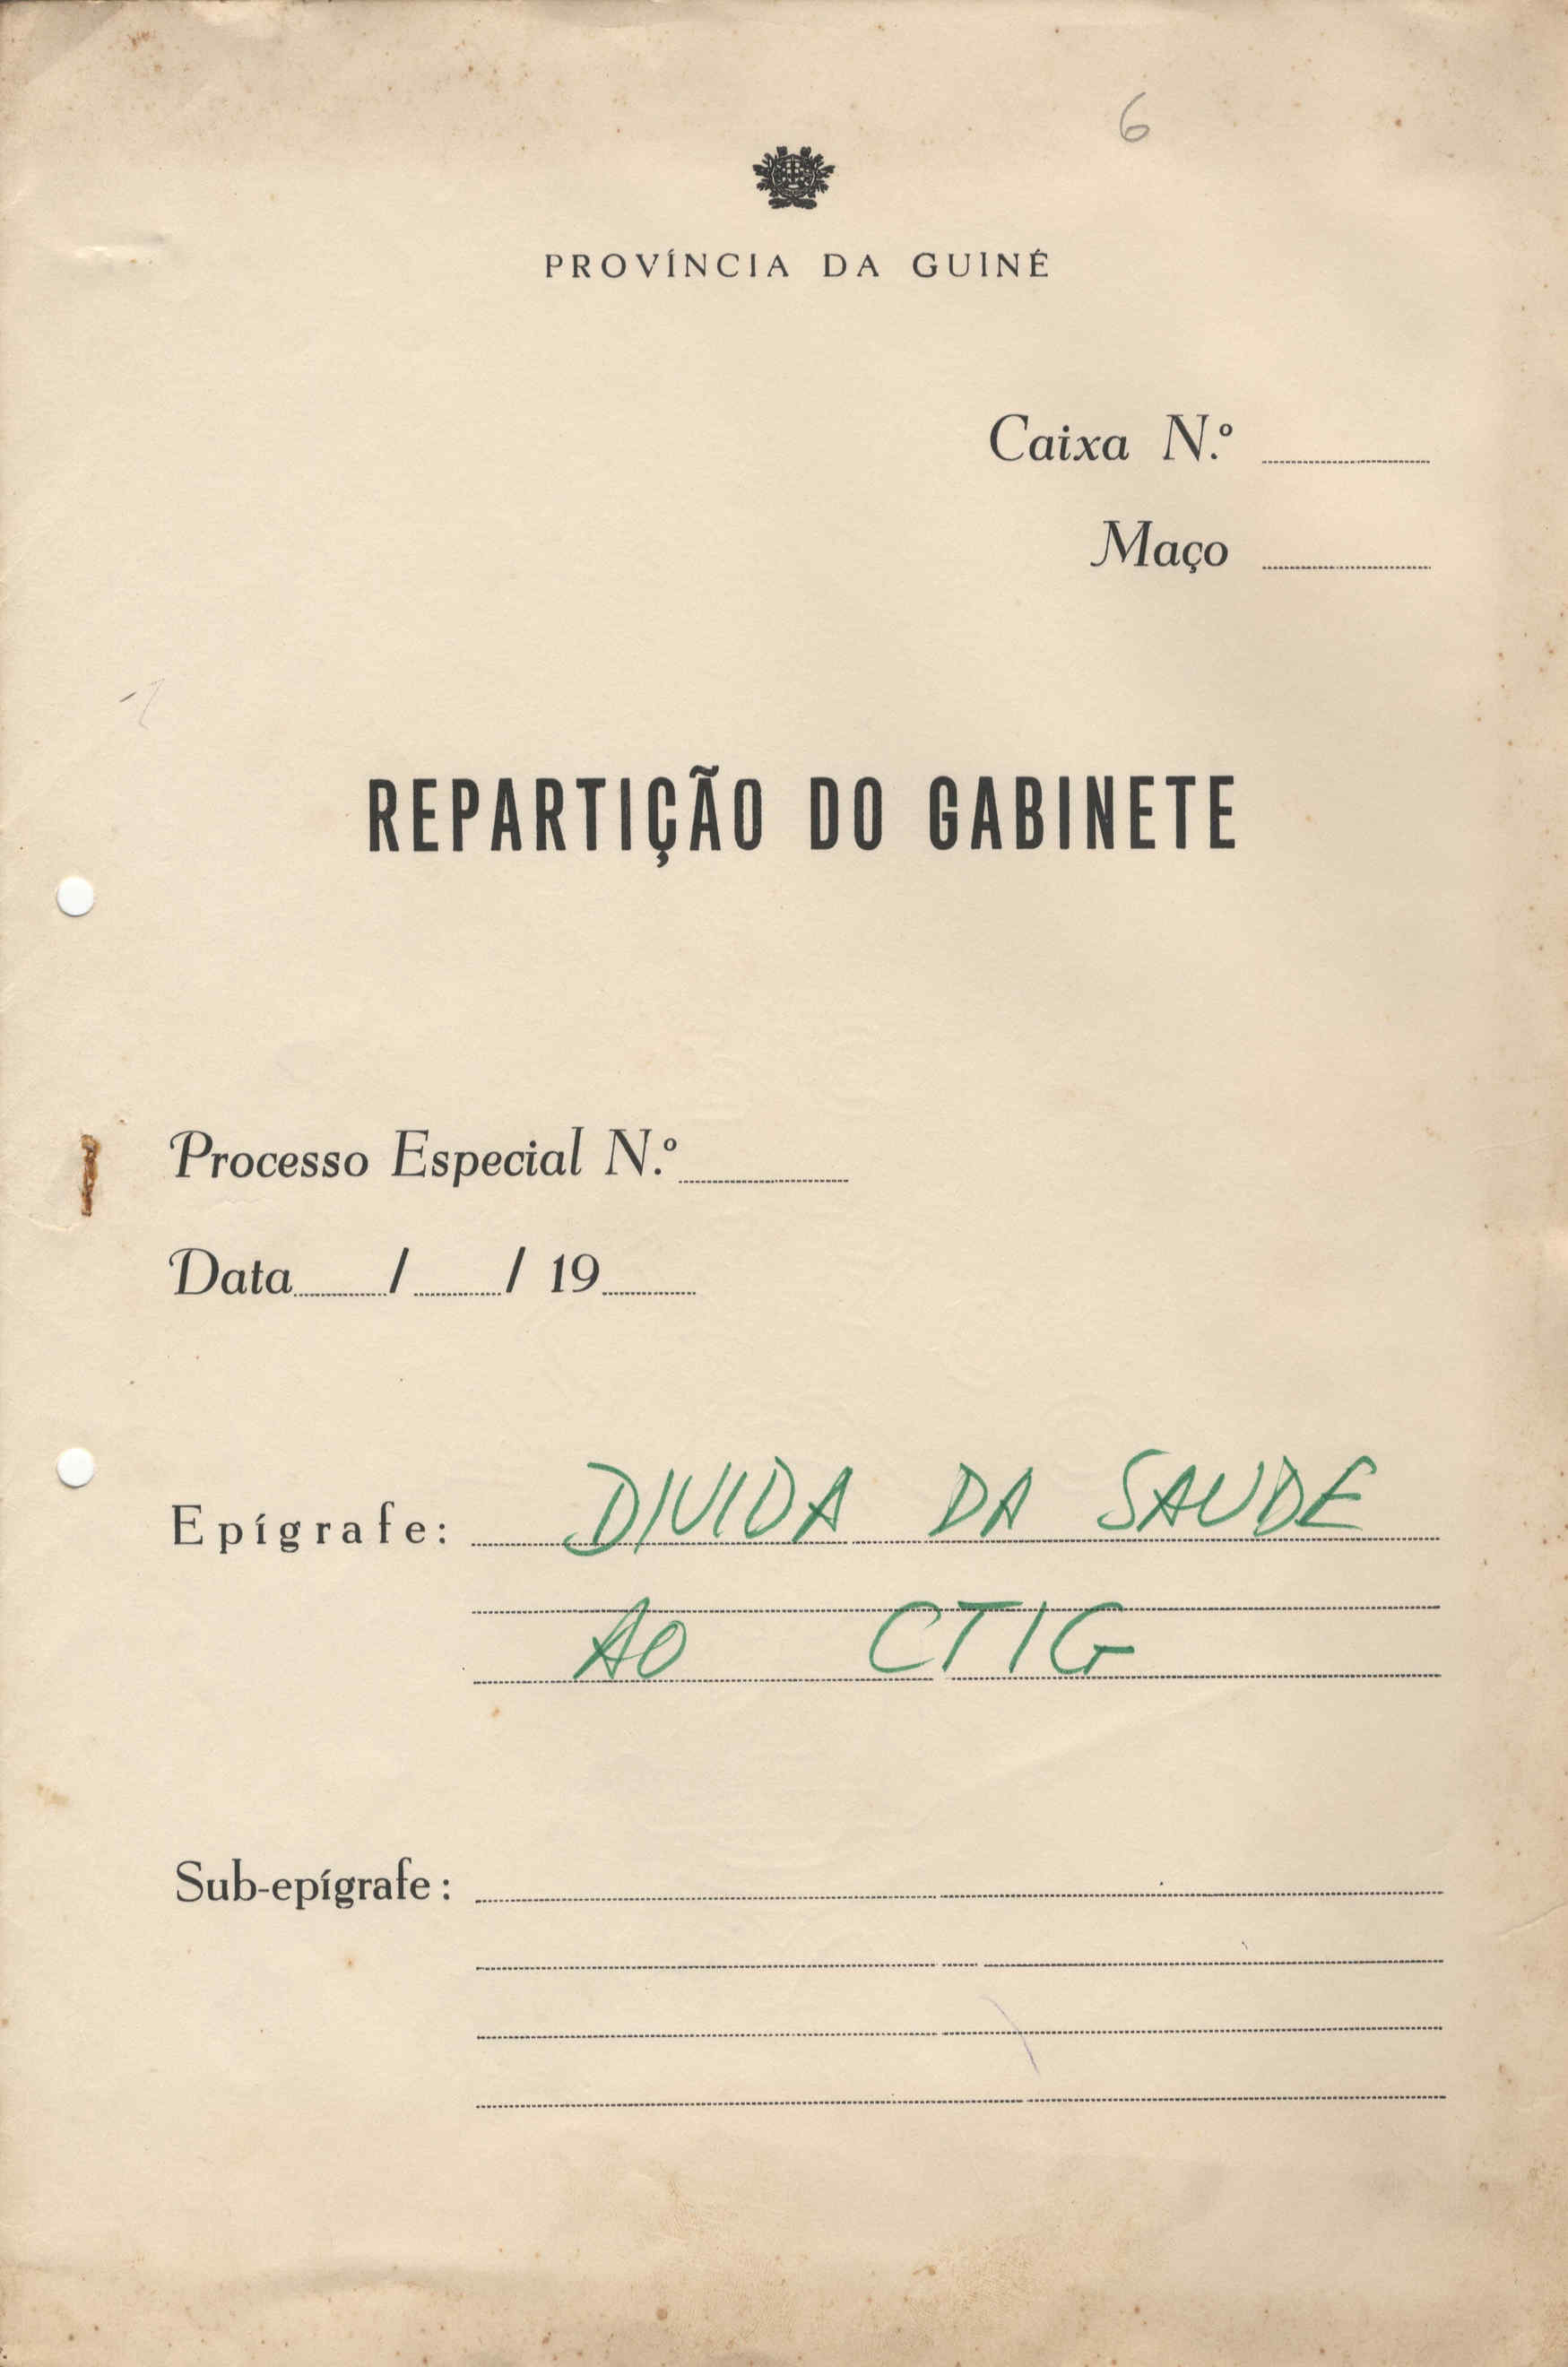 6
PROVÍNCIA DA GUINÉ
Caixa N.º
Maço
REPARTIÇÃO DO GABINETE
Processo Especial N.º
Data / / 19
Epígrafe: DIVIDA DA SAUDE
AO CTIG
Sub-epígrafe: